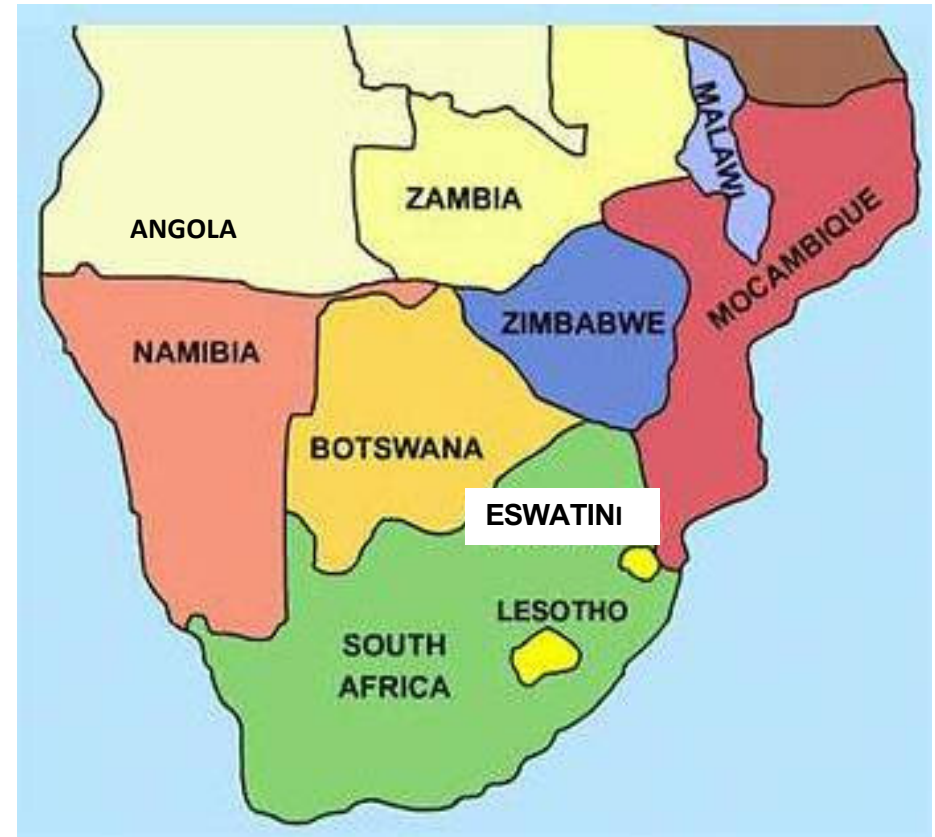 MALAWI
ZAMBIA
ANGOLA
MOCAMBIQUE
ZIMBABWE
NAMIBIA
BOTSWANA
ESWATINI
LESOTHO
SOUTH
AFRICA